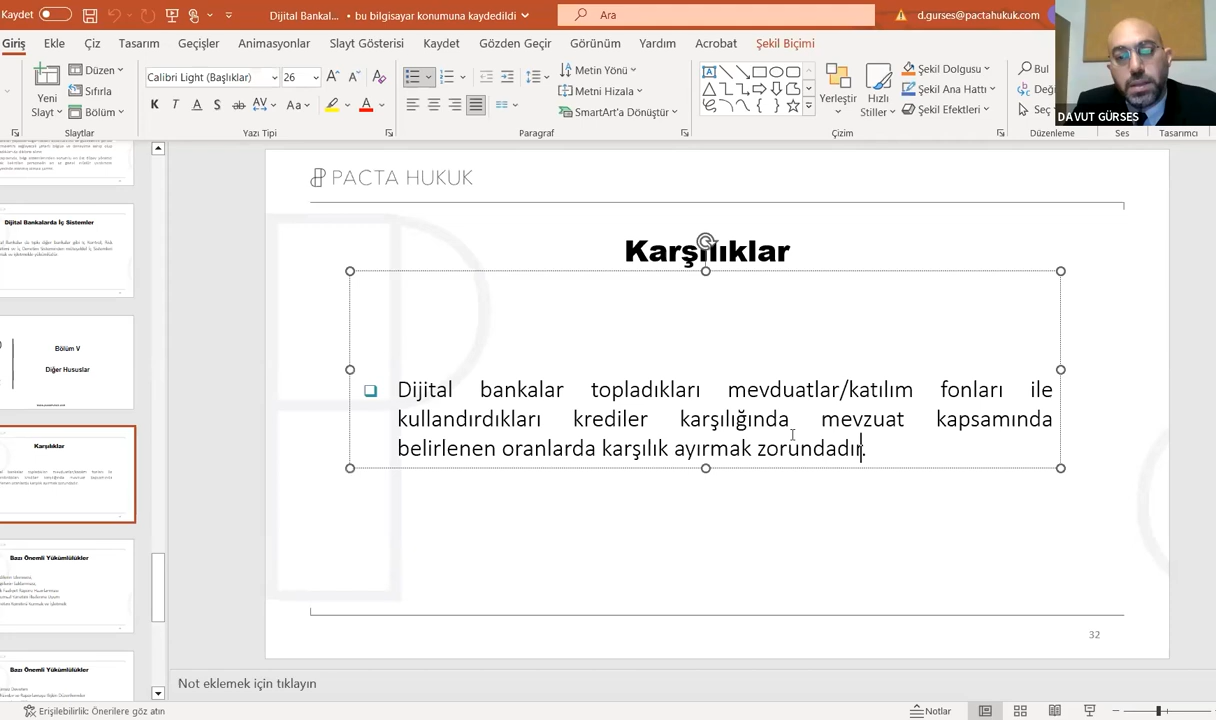 Kaydet
Dijital Bankal... • bu bilgisayar konumuna kaydedildi
Ara
d.gurses@pactahukuk.com
Giriş Ekle Çiz Tasarım Geçişler Animasyonlar Slayt Gösterisi Kaydet Gözden Geçir Görünüm Yardım Acrobat Şekil Biçimi
Yeni Slayt
Düzen
Sıfırla
Bölüm
Slaytlar
Calibri Light (Başlıklar) 26
Yazı Tipi
Metin Yönü
Metni Hizala
SmartArt'a Dönüştür
Paragraf
Yerleştir
Hızlı Stiller
Şekil Dolgusu
Şekil Ana Hattı
Şekil Efektleri
Çizim
Bul
Seç
Düzenleme
Ses
Tasarımcı
DAVUT GÜRSES
Dijital Bankalarda İç Sistemler
Bölüm V
Diğer Hususlar
Karşılıklar
Bazı Önemli Yükümlülükler
Bazı Önemli Yükümlülükler
PACTA HUKUK
Karşılıklar
Dijital bankalar topladıkları mevduatlar/katılım fonları ile
kullandırdıkları krediler karşılığında mevzuat kapsamında
belirlenen oranlarda karşılık ayırmak zorundadır.
32
Not eklemek için tıklayın
Erişilebilirlik: Önerilere göz atın
Notlar